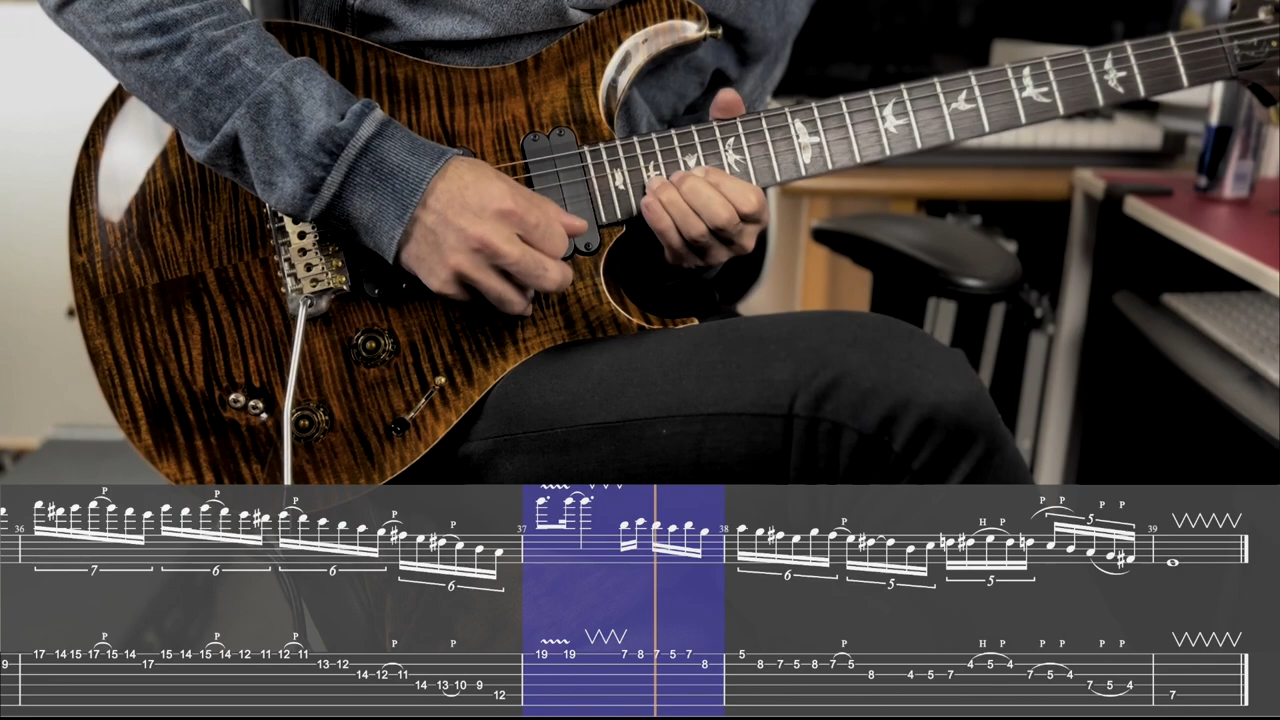 P P P P P P P
36 P P 37 38 P H P 5 39
7 6 6 6 6 5 5
P P P P P P H P P P P P
17 14 15 17 15 14 15 14 15 14 12 11 12 11 19 19 7 8 7 5 7 5
9 17 13 12 8 8 7 5 8 7 5 4 5 4
14 12 11 8 4 5 7 7 5 4
14 13 10 9 7 5 4
12 7